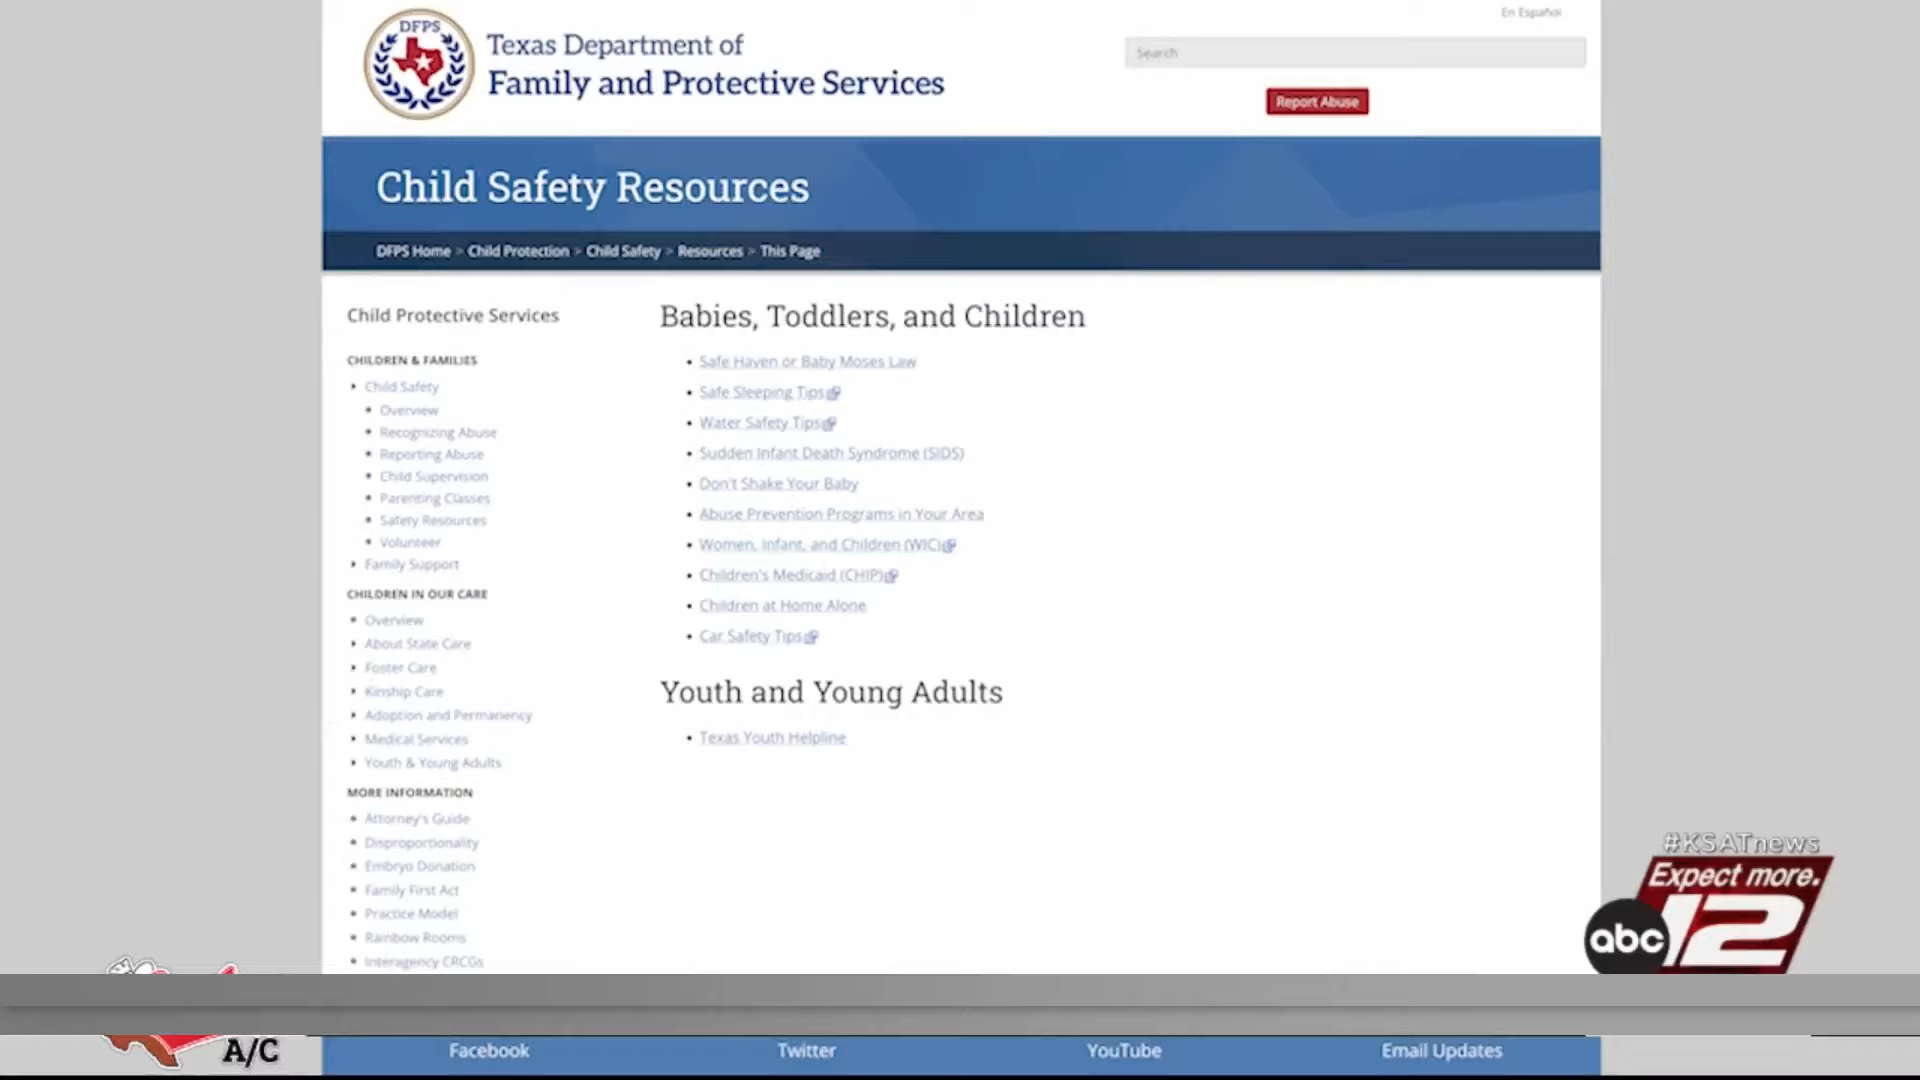 En Español
DFPS
Texas Department of
Family and Protective Services
Search
Report Abuse
Child Safety Resources
DFPS Home > Child Protection > Child Safety > Resources > This Page
Child Protective Services
CHILDREN & FAMILIES
Child Safety
Overview
Recognizing Abuse
Reporting Abuse
Child Supervision
Parenting Classes
Safety Resources
Volunteer
Family Support
CHILDREN IN OUR CARE
Overview
About State Care
Foster Care
Kinship Care
Adoption and Permanency
Medical Services
Youth & Young Adults
MORE INFORMATION
Attorney's Guide
Disproportionality
Embryo Donation
Family First Act
Practice Model
Rainbow Rooms
Interagency CRCGs
Babies, Toddlers, and Children
Safe Haven or Baby Moses Law
Safe Sleeping Tips
Water Safety Tips
Sudden Infant Death Syndrome (SIDS)
Don't Shake Your Baby
Abuse Prevention Programs in Your Area
Women, Infant, and Children (WIC)
Children's Medicaid (CHIP)
Children at Home Alone
Car Safety Tips
Youth and Young Adults
Texas Youth Helpline
#KSATnews
Expect more.
abc 12
A/C
Facebook
Twitter
YouTube
Email Updates